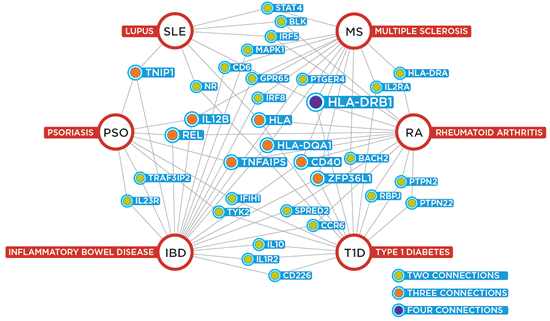 STAT4
BLK
LUPUS SLE
MS MULTIPLE SCLEROSIS
IRF5
MAPK1
CD6
TNIP1
GPR65
PTGER4
HLA-DRA
NR
IL2RA
IRF8
HLA-DRB1
IL12B
HLA
PSORIASIS PSO
REL
RA RHEUMATOID ARTHRITIS
HLA-DQA1
TNFAIPS
CD40
BACH2
TRAF3IP2
ZFP36L1
PTPN2
IL23R
IFIH1
RBPJ
PTPN22
TYK2
SPRED2
CCR6
INFLAMMATORY BOWEL DISEASE IBD
IL10
T1D TYPE 1 DIABETES
IL1R2
CD226
TWO CONNECTIONS
THREE CONNECTIONS
FOUR CONNECTIONS